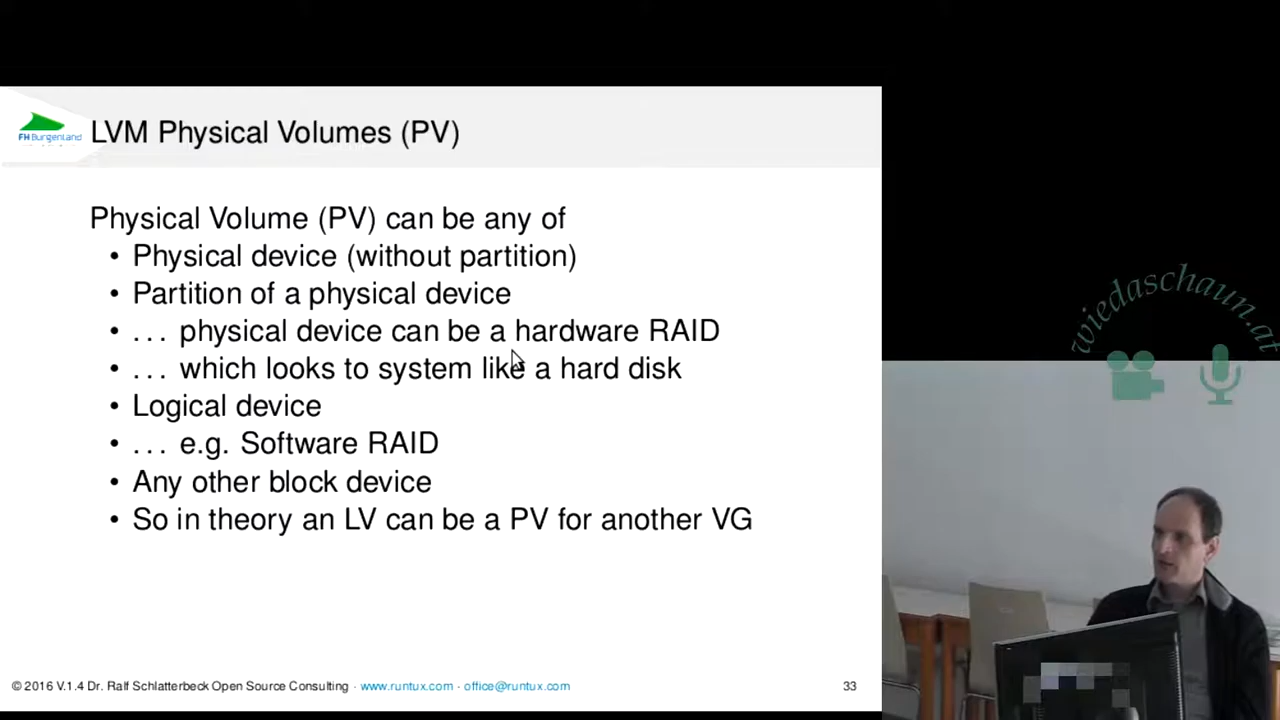 FH Burgenland
LVM Physical Volumes (PV)
Physical Volume (PV) can be any of
• Physical device (without partition)
• Partition of a physical device
• . . . physical device can be a hardware RAID
• . . . which looks to system like a hard disk
• Logical device
• . . . e.g. Software RAID
• Any other block device
• So in theory an LV can be a PV for another VG
© 2016 V.1.4 Dr. Ralf Schlatterbeck Open Source Consulting · www.runtux.com · office@runtux.com
33
wiedaschaun.at